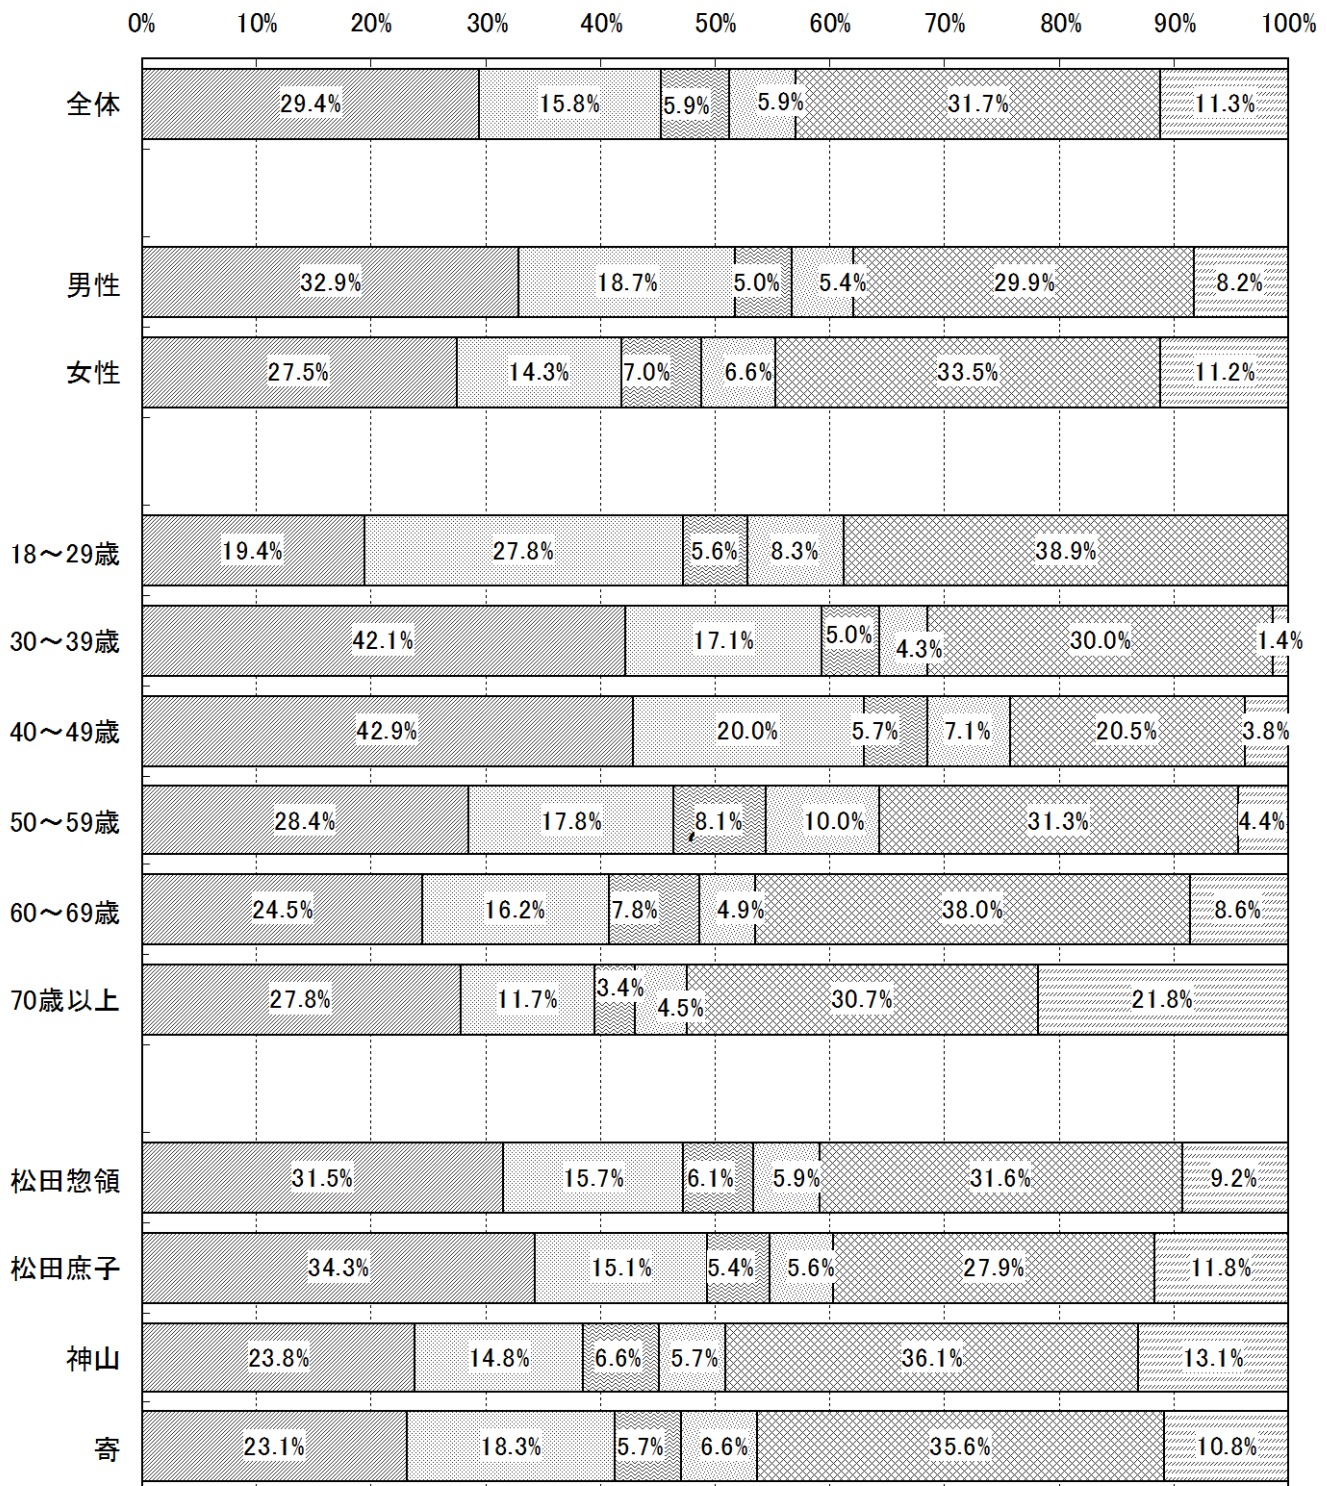 0% 10% 20% 30% 40% 50% 60% 70% 80% 90% 100%
全体 29.4% 15.8% 5.9% 5.9% 31.7% 11.3%
男性 32.9% 18.7% 5.0% 5.4% 29.9% 8.2%
女性 27.5% 14.3% 7.0% 6.6% 33.5% 11.2%
18～29歳 19.4% 27.8% 5.6% 8.3% 38.9%
30～39歳 42.1% 17.1% 5.0% 4.3% 30.0% 1.4%
40～49歳 42.9% 20.0% 5.7% 7.1% 20.5% 3.8%
50～59歳 28.4% 17.8% 8.1% 10.0% 31.3% 4.4%
60～69歳 24.5% 16.2% 7.8% 4.9% 38.0% 8.6%
70歳以上 27.8% 11.7% 3.4% 4.5% 30.7% 21.8%
松田惣領 31.5% 15.7% 6.1% 5.9% 31.6% 9.2%
松田庶子 34.3% 15.1% 5.4% 5.6% 27.9% 11.8%
神山 23.8% 14.8% 6.6% 5.7% 36.1% 13.1%
寄 23.1% 18.3% 5.7% 6.6% 35.6% 10.8%